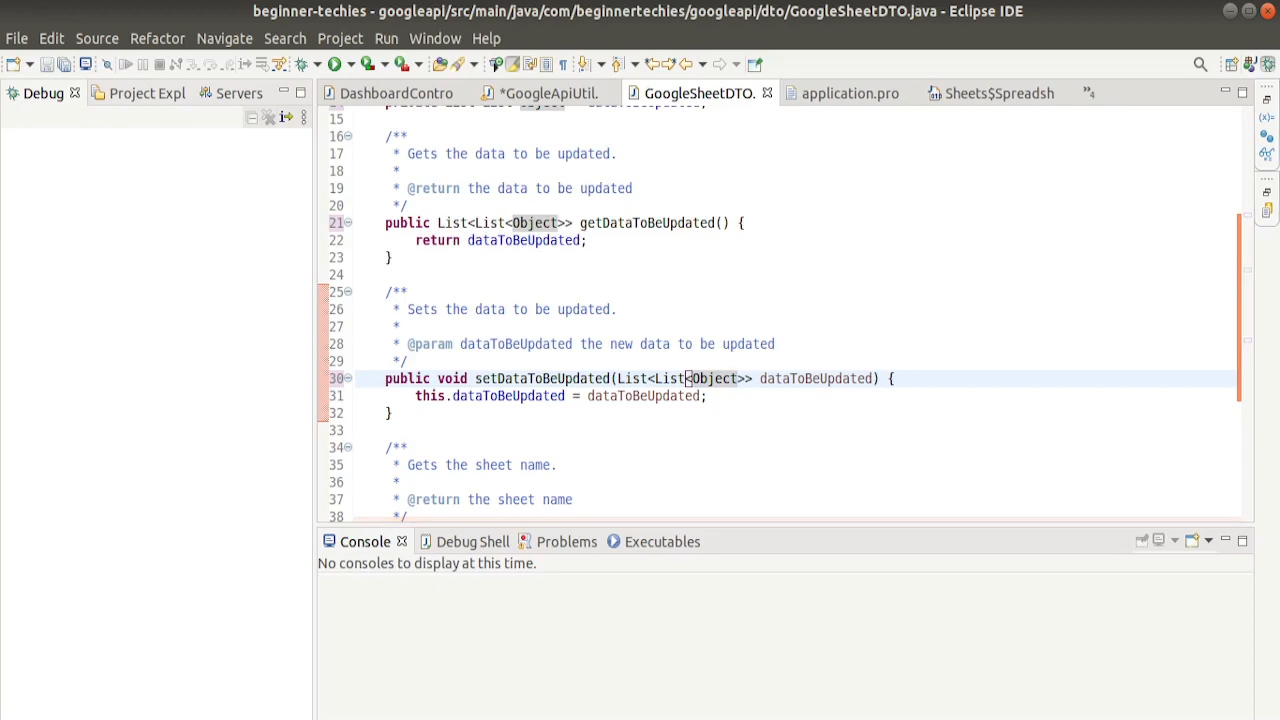 beginner-techies - googleapi/src/main/java/com/beginnertechies/googleapi/dto/GoogleSheetDTO.java - Eclipse IDE
File Edit Source Refactor Navigate Search Project Run Window Help
Debug Project Expl Servers
DashboardContro *GoogleApiUtil. GoogleSheetDTO. application.pro Sheets$Spreadsh »4
15
16 /**
17 * Gets the data to be updated.
18 *
19 * @return the data to be updated
20 */
21 public List<List<Object>> getDataToBeUpdated() {
22 return dataToBeUpdated;
23 }
24
25 /**
26 * Sets the data to be updated.
27 *
28 * @param dataToBeUpdated the new data to be updated
29 */
30 public void setDataToBeUpdated(List<List<Object>> dataToBeUpdated) {
31 this.dataToBeUpdated = dataToBeUpdated;
32 }
33
34 /**
35 * Gets the sheet name.
36 *
37 * @return the sheet name
38 */
Console Debug Shell Problems Executables
No consoles to display at this time.